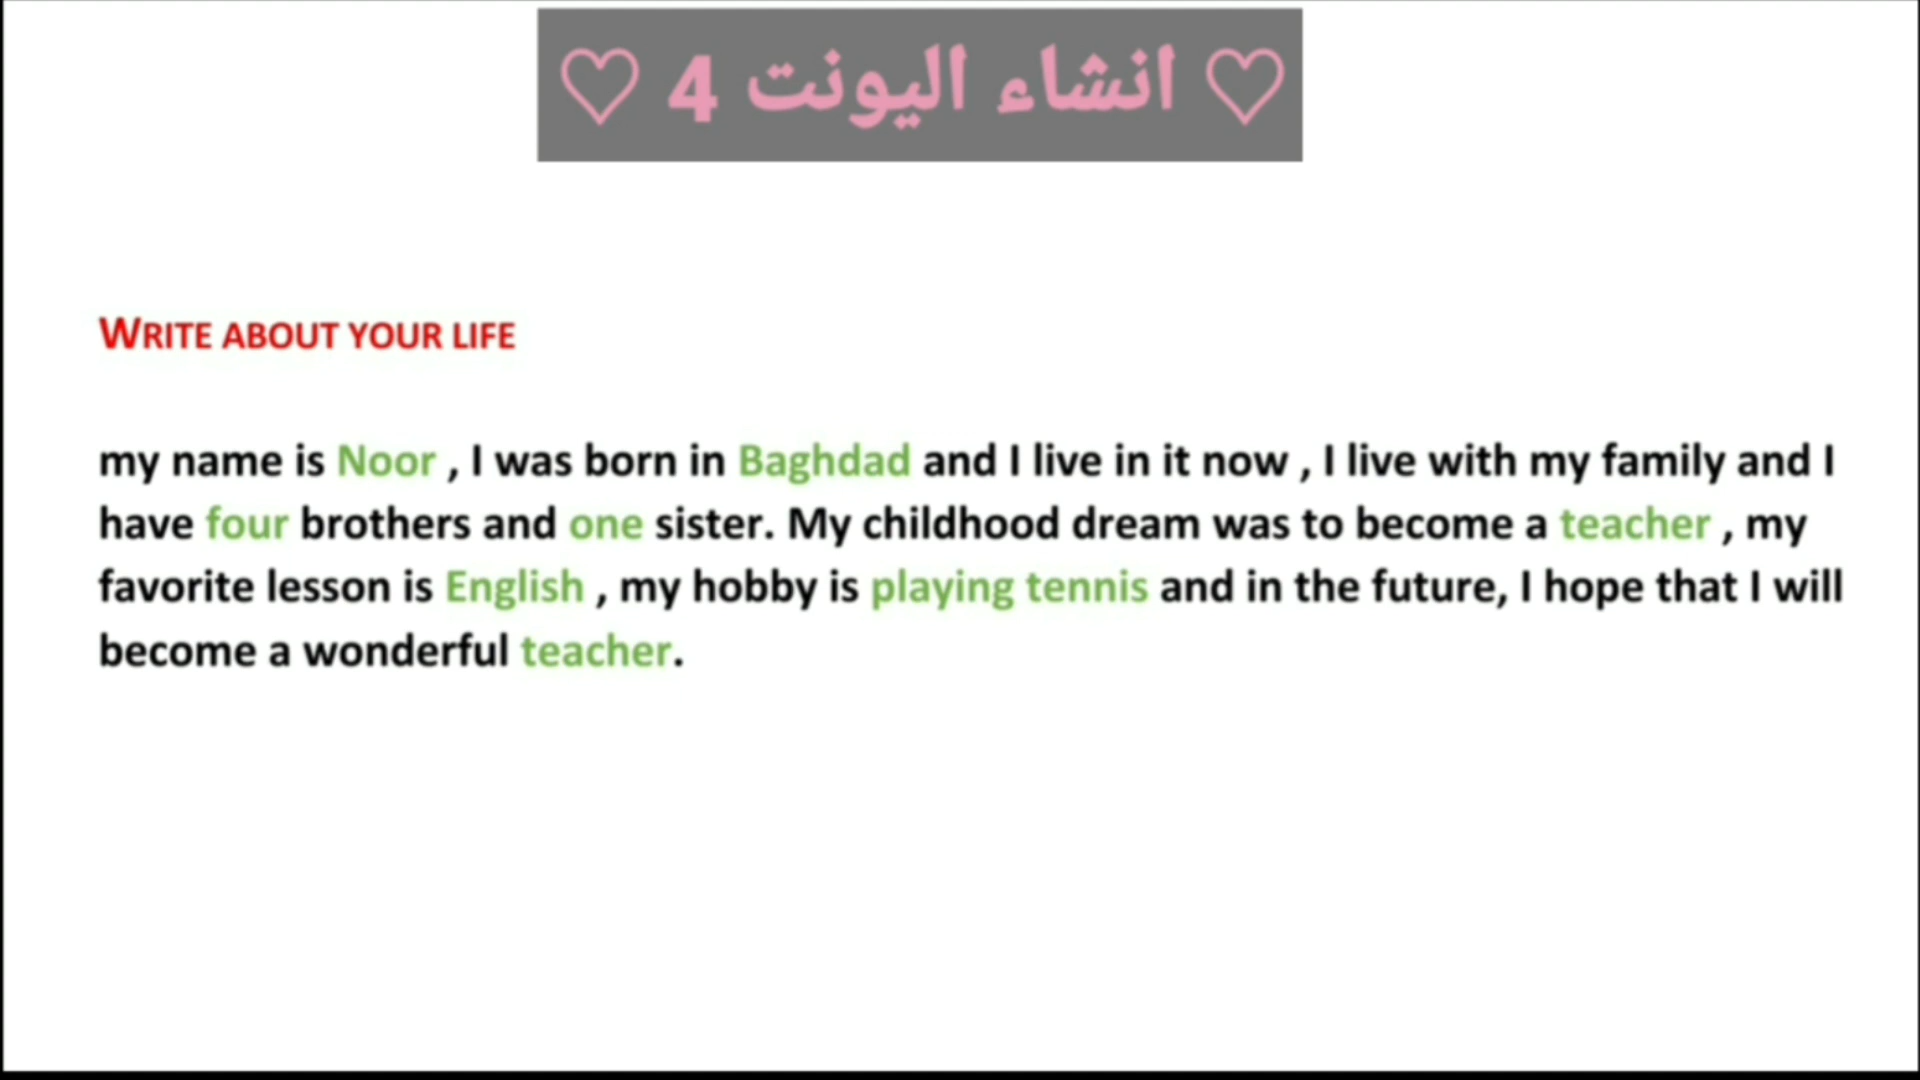 ♡ انشاء اليونت 4 ♡
WRITE ABOUT YOUR LIFE
my name is Noor , I was born in Baghdad and I live in it now , I live with my family and I
have four brothers and one sister. My childhood dream was to become a teacher , my
favorite lesson is English , my hobby is playing tennis and in the future, I hope that I will
become a wonderful teacher.